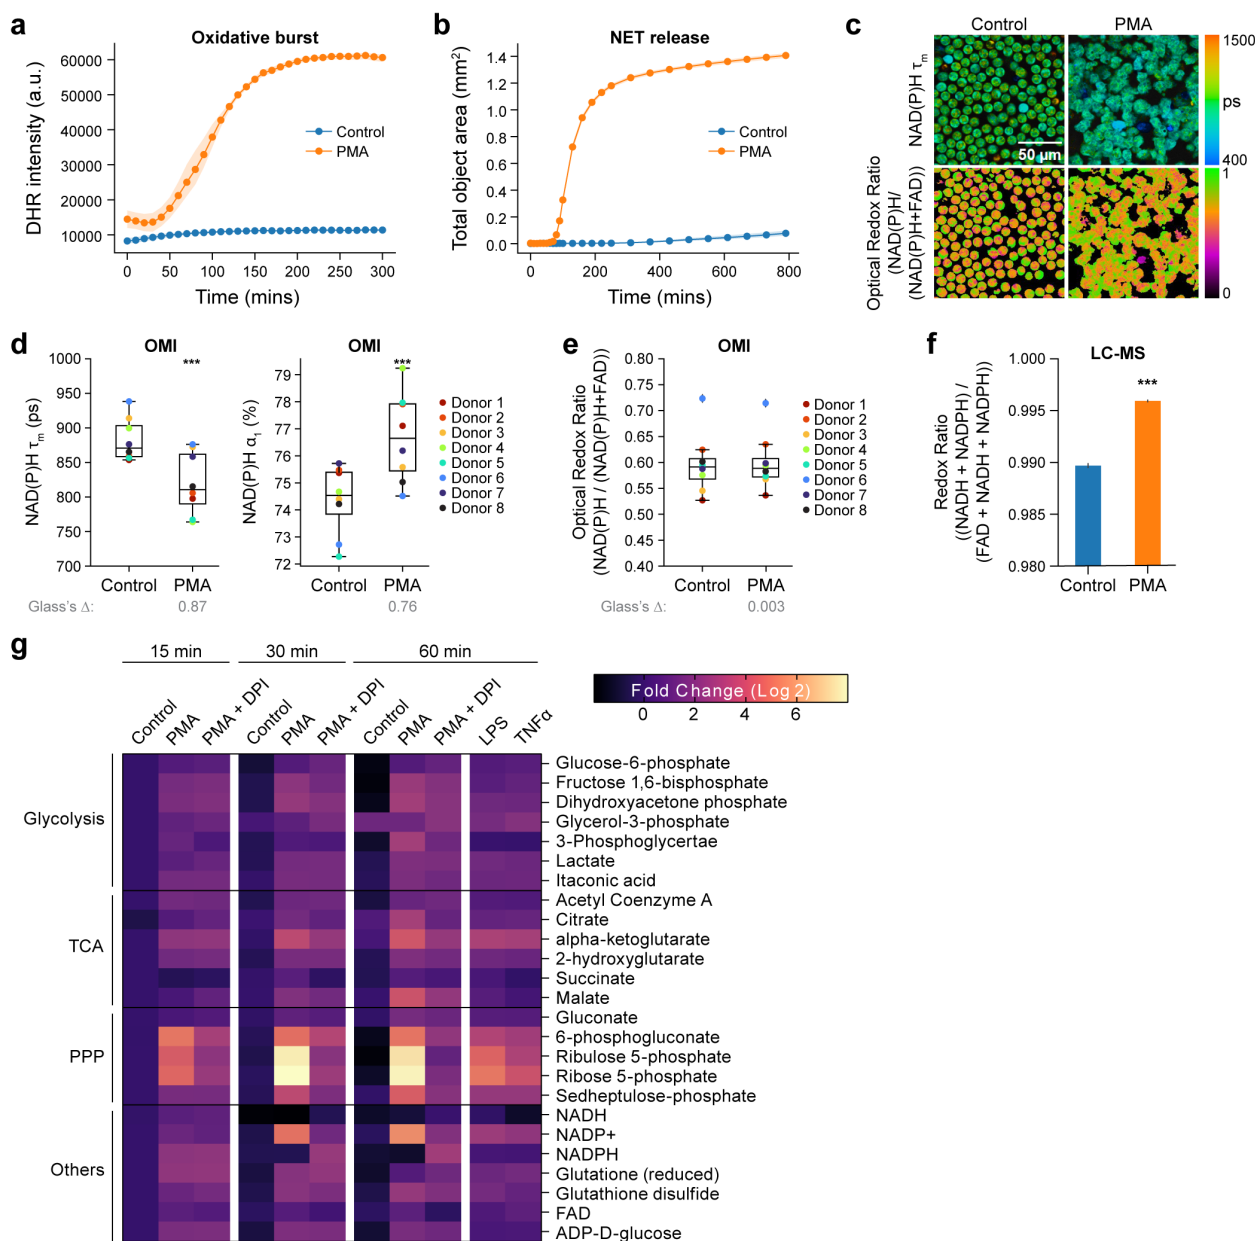 a
Oxidative burst
DHR intensity (a.u.)
60000
50000
40000
30000
20000
10000
Control
PMA
0
50
100
150
200
250
300
Time (mins)
b
NET release
Total object area (mm²)
1.4
1.2
1.0
0.8
0.6
0.4
0.2
0.0
Control
PMA
0
200
400
600
800
Time (mins)
c
Control
PMA
NAD(P)H τm
50 µm
1500
ps
400
Optical Redox Ratio
(NAD(P)H/
(NAD(P)H+FAD))
1
0
d
OMI
NAD(P)H τm (ps)
1000
950
900
850
800
750
700
***
Control
PMA
Glass's Δ:
0.87
OMI
NAD(P)H α1 (%)
79
78
77
76
75
74
73
72
***
Control
PMA
0.76
Donor 1
Donor 2
Donor 3
Donor 4
Donor 5
Donor 6
Donor 7
Donor 8
e
OMI
Optical Redox Ratio
(NAD(P)H / (NAD(P)H+FAD))
0.80
0.75
0.70
0.65
0.60
0.55
0.50
0.45
0.40
Control
PMA
Glass's Δ:
0.003
Donor 1
Donor 2
Donor 3
Donor 4
Donor 5
Donor 6
Donor 7
Donor 8
f
LC-MS
Redox Ratio
((NADH + NADPH) /
(FAD + NADH + NADPH))
1.000
0.995
0.990
0.985
0.980
***
Control
PMA
g
15 min
30 min
60 min
Control
PMA
PMA + DPI
Control
PMA
PMA + DPI
Control
PMA
PMA + DPI
LPS
TNFα
Fold Change (Log 2)
0
2
4
6
Glycolysis
Glucose-6-phosphate
Fructose 1,6-bisphosphate
Dihydroxyacetone phosphate
Glycerol-3-phosphate
3-Phosphoglycertae
Lactate
Itaconic acid
TCA
Acetyl Coenzyme A
Citrate
alpha-ketoglutarate
2-hydroxyglutarate
Succinate
Malate
PPP
Gluconate
6-phosphogluconate
Ribulose 5-phosphate
Ribose 5-phosphate
Sedheptulose-phosphate
Others
NADH
NADP+
NADPH
Glutatione (reduced)
Glutathione disulfide
FAD
ADP-D-glucose